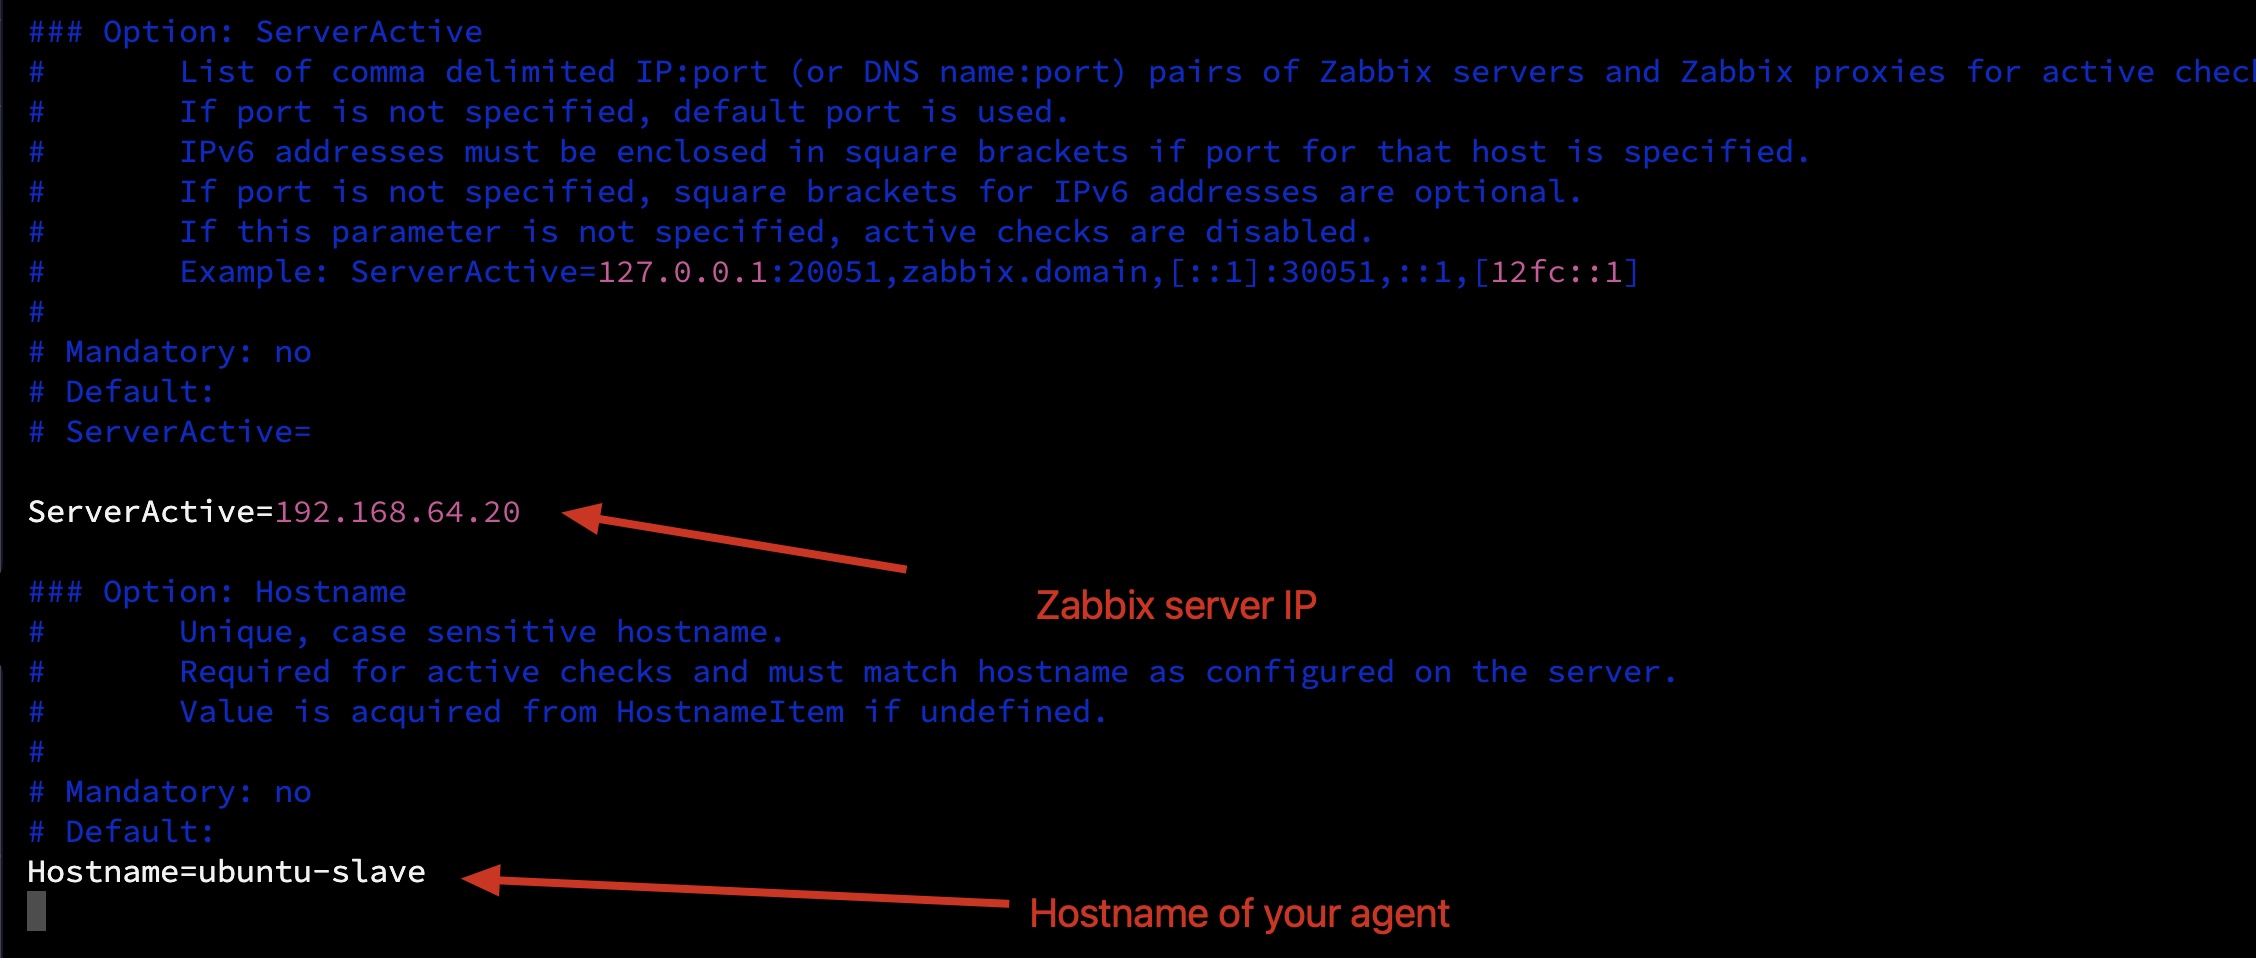 ### Option: ServerActive
#       List of comma delimited IP:port (or DNS name:port) pairs of Zabbix servers and Zabbix proxies for active chec
#       If port is not specified, default port is used.
#       IPv6 addresses must be enclosed in square brackets if port for that host is specified.
#       If port is not specified, square brackets for IPv6 addresses are optional.
#       If this parameter is not specified, active checks are disabled.
#       Example: ServerActive=127.0.0.1:20051,zabbix.domain,[::1]:30051,::1,[12fc::1]
#
# Mandatory: no
# Default:
# ServerActive=
ServerActive=192.168.64.20
Zabbix server IP
### Option: Hostname
#       Unique, case sensitive hostname.
#       Required for active checks and must match hostname as configured on the server.
#       Value is acquired from HostnameItem if undefined.
#
# Mandatory: no
# Default:
Hostname=ubuntu-slave
Hostname of your agent